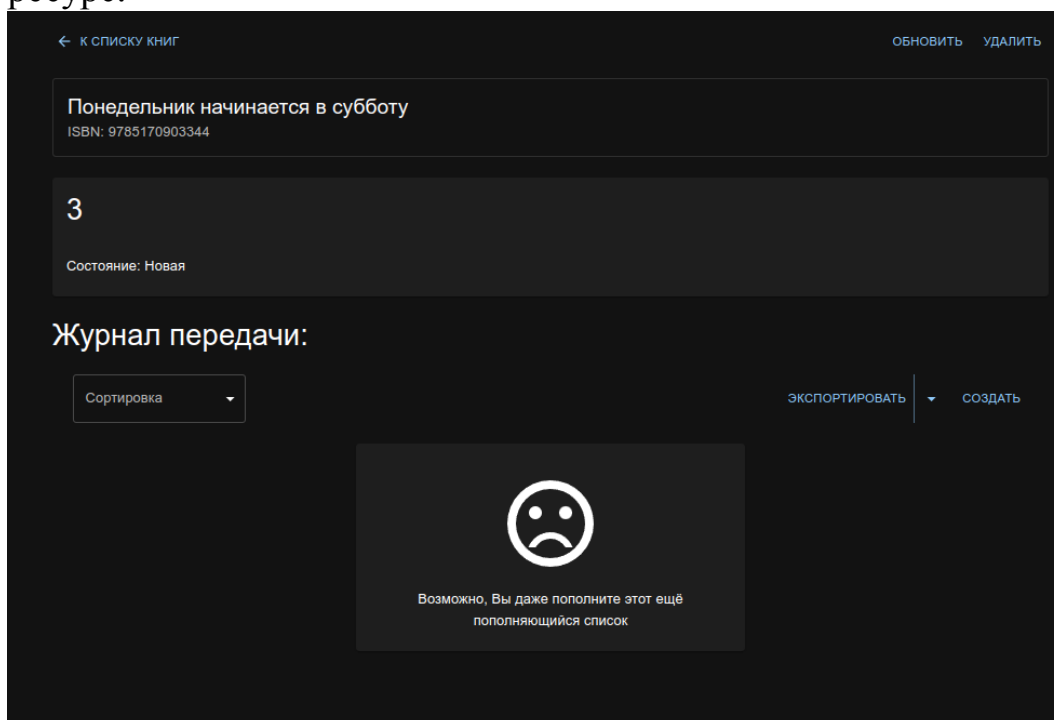 ресурс.
К СПИСКУ КНИГ
ОБНОВИТЬ УДАЛИТЬ
Понедельник начинается в субботу
ISBN: 9785170903344
3
Состояние: Новая
Журнал передачи:
Сортировка
ЭКСПОРТИРОВАТЬ
СОЗДАТЬ
Возможно, Вы даже пополните этот ещё
пополняющийся список